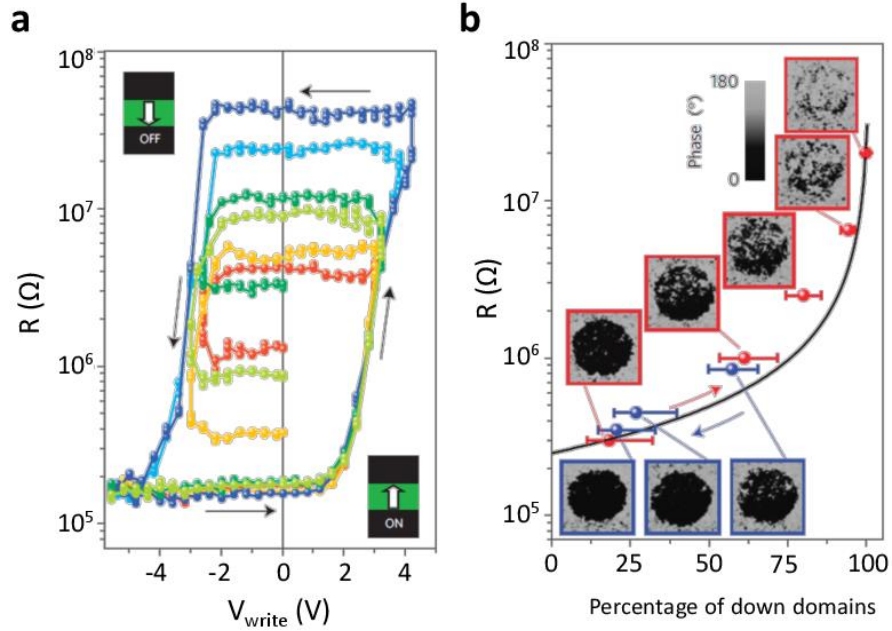 a
10⁸
10⁷
10⁶
10⁵
R (Ω)
OFF
ON
-4 -2 0 2 4
V_write (V)
b
10⁸
10⁷
10⁶
10⁵
R (Ω)
180
0
Phase (°)
0 25 50 75 100
Percentage of down domains